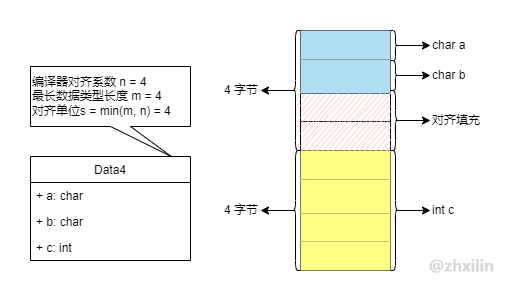 编译器对齐系数 n = 4
最长数据类型长度 m = 4
对齐单位s = min(m, n) = 4
Data4
+ a: char
+ b: char
+ c: int
4 字节
4 字节
char a
char b
对齐填充
int c
@zhxilin